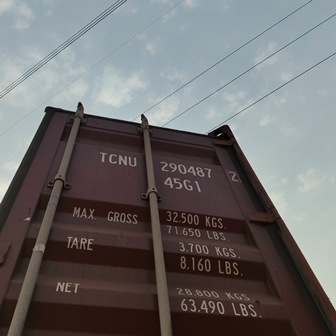 TCNU 290487 2
45G1
MAX. GROSS 32.500 KGS.
71.650 LBS.
TARE 3.700 KGS.
8.160 LBS.
NET 28.800 KGS.
63.490 LBS.